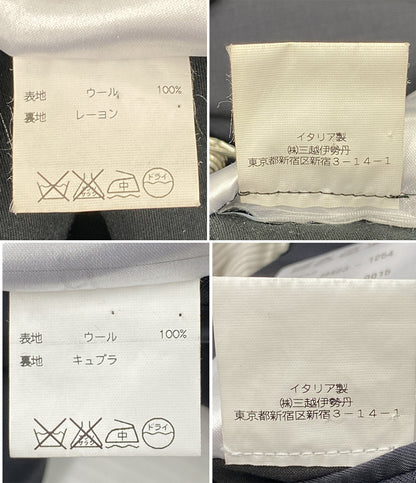 表地 ウール 100%
裏地 レーヨン
中 ドライ
イタリア製
㈱三越伊勢丹
東京都新宿区新宿3-14-1
表地 ウール 100%
裏地 キュプラ
中 ドライ
イタリア製
㈱三越伊勢丹
東京都新宿区新宿3-14-1